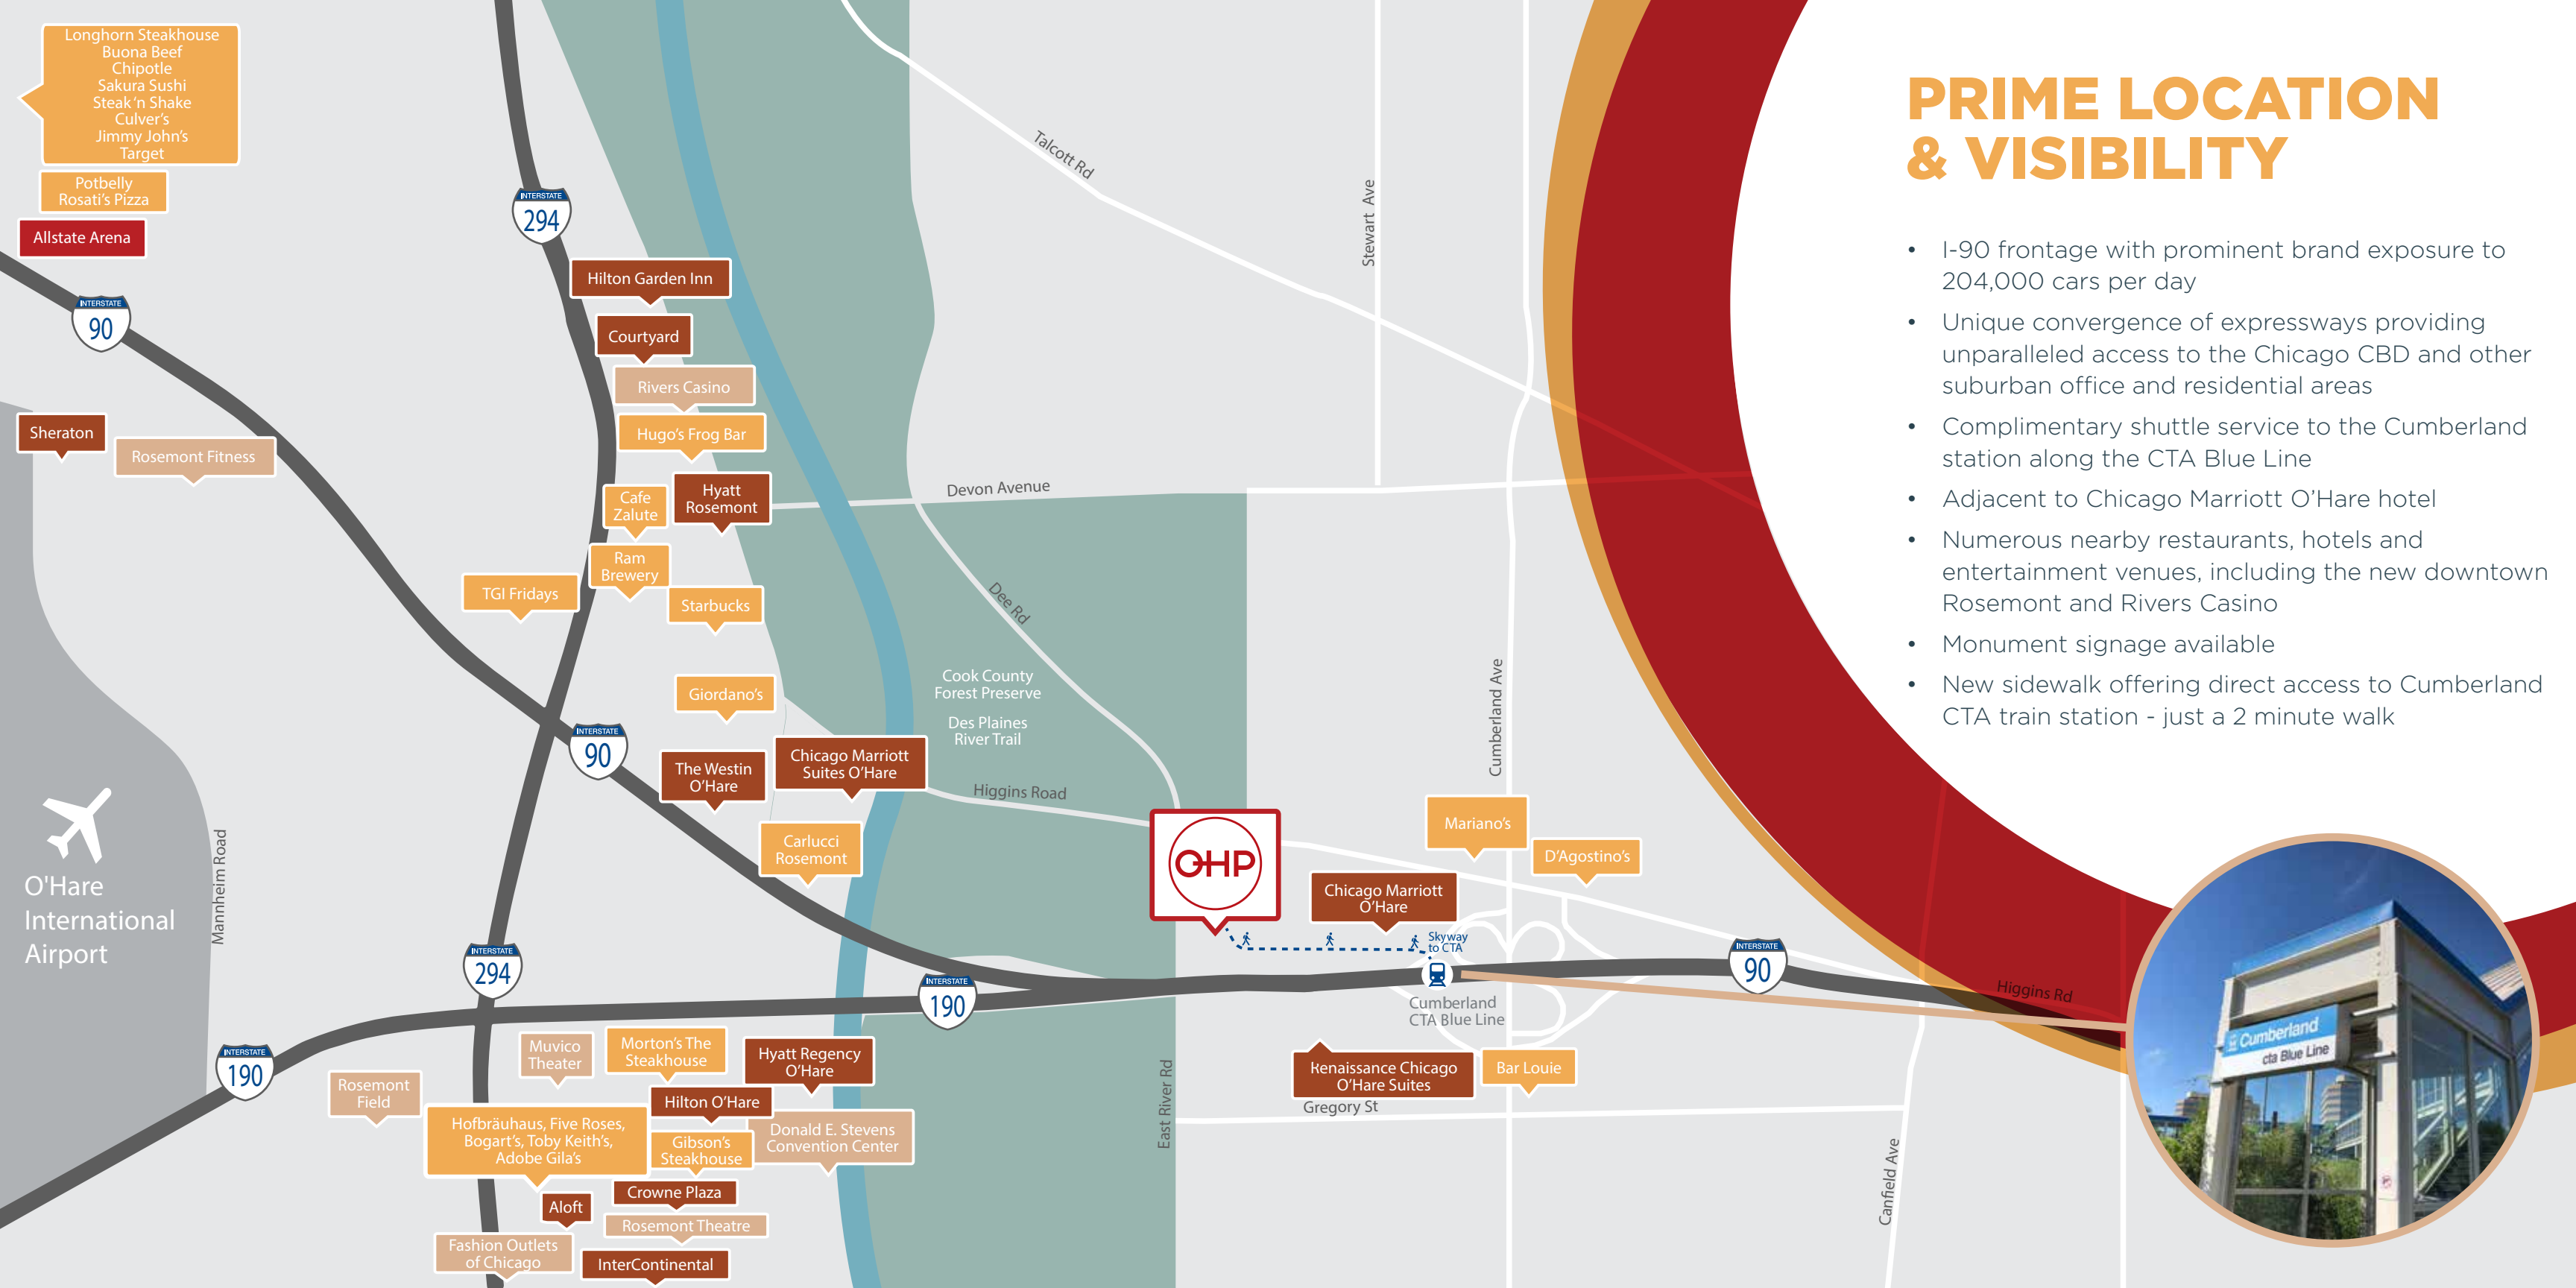 Longhorn Steakhouse
Buona Beef
Chipotle
Sakura Sushi
Steak 'n Shake
Culver's
Jimmy John's
Target
Potbelly
Rosati's Pizza
Allstate Arena
INTERSTATE
90
Sheraton
Rosemont Fitness
INTERSTATE
294
Hilton Garden Inn
Courtyard
Rivers Casino
Hugo's Frog Bar
Cafe
Zalute
Hyatt
Rosemont
Ram
Brewery
TGI Fridays
Starbucks
Giordano's
INTERSTATE
90
The Westin
O'Hare
Chicago Marriott
Suites O'Hare
Carlucci
Rosemont
Talcott Rd
Stewart Ave
Devon Avenue
Dee Rd
Cook County
Forest Preserve
Des Plaines
River Trail
Higgins Road
Cumberland Ave
OHP
Mariano's
D'Agostino's
Chicago Marriott
O'Hare
Skyway
to CTA
Cumberland
CTA Blue Line
INTERSTATE
90
Higgins Rd
O'Hare
International
Airport
Mannheim Road
INTERSTATE
294
INTERSTATE
190
INTERSTATE
190
Rosemont
Field
Muvico
Theater
Morton's The
Steakhouse
Hyatt Regency
O'Hare
Hilton O'Hare
Hofbräuhaus, Five Roses,
Bogart's, Toby Keith's,
Adobe Gila's
Gibson's
Steakhouse
Donald E. Stevens
Convention Center
Crowne Plaza
Aloft
Rosemont Theatre
Fashion Outlets
of Chicago
InterContinental
East River Rd
Renaissance Chicago
O'Hare Suites
Bar Louie
Gregory St
Canfield Ave
PRIME LOCATION
& VISIBILITY
• I-90 frontage with prominent brand exposure to
204,000 cars per day
• Unique convergence of expressways providing
unparalleled access to the Chicago CBD and other
suburban office and residential areas
• Complimentary shuttle service to the Cumberland
station along the CTA Blue Line
• Adjacent to Chicago Marriott O'Hare hotel
• Numerous nearby restaurants, hotels and
entertainment venues, including the new downtown
Rosemont and Rivers Casino
• Monument signage available
• New sidewalk offering direct access to Cumberland
CTA train station - just a 2 minute walk
Cumberland
cta Blue Line